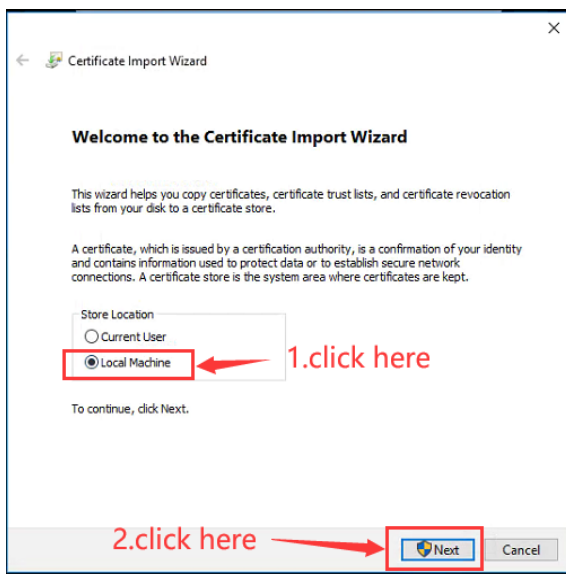 Certificate Import Wizard
Welcome to the Certificate Import Wizard
This wizard helps you copy certificates, certificate trust lists, and certificate revocation
lists from your disk to a certificate store.
A certificate, which is issued by a certification authority, is a confirmation of your identity
and contains information used to protect data or to establish secure network
connections. A certificate store is the system area where certificates are kept.
Store Location
Current User
Local Machine
1.click here
To continue, click Next.
2.click here
Next
Cancel